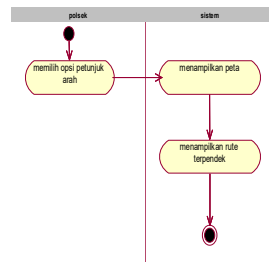 polsek
sistem
memilih opsi petunjuk
arah
menampilkan peta
menampilkan rute
terpendek